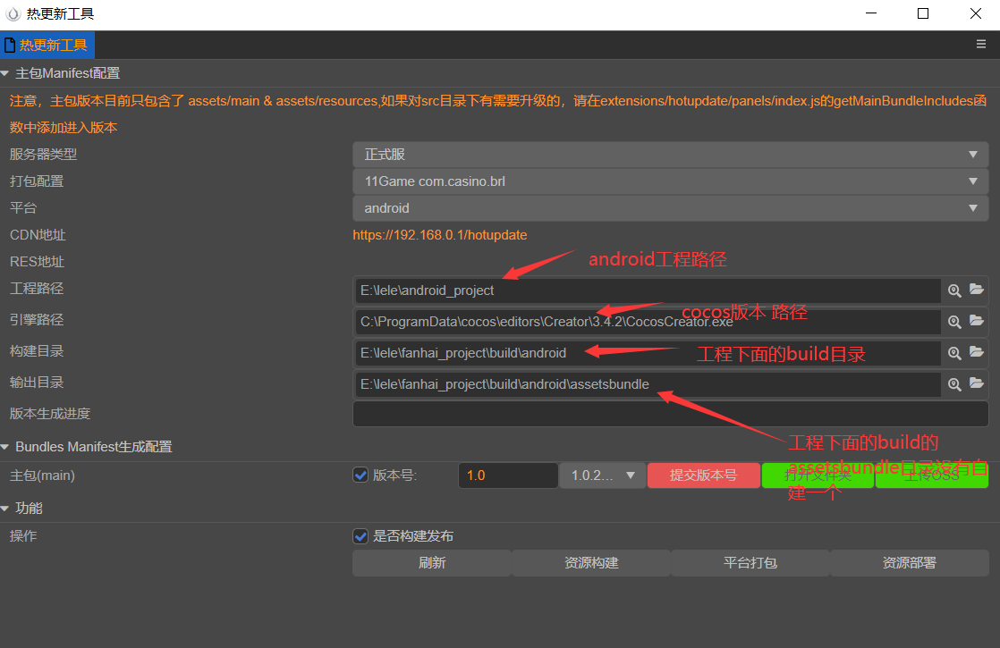 热更新工具
热更新工具
主包Manifest配置
注意，主包版本目前只包含了 assets/main & assets/resources,如果对src目录下有需要升级的，请在extensions/hotupdate/panels/index.js的getMainBundleIncludes函
数中添加进入版本
服务器类型 正式服
打包配置 11Game com.casino.brl
平台 android
CDN地址 https://192.168.0.1/hotupdate
RES地址
android工程路径
工程路径 E:\lele\android_project
cocos版本 路径
引擎路径 C:\ProgramData\cocos\editors\Creator\3.4.2\CocosCreator.exe
构建目录 E:\lele\fanhai_project\build\android
工程下面的build目录
输出目录 E:\lele\fanhai_project\build\android\assetsbundle
版本生成进度
工程下面的build的
assetsbundle目录没有自
建一个
Bundles Manifest生成配置
主包(main) 版本号: 1.0 1.0.2... 提交版本号 打开文件夹 上传OSS
功能
操作 是否构建发布
刷新 资源构建 平台打包 资源部署